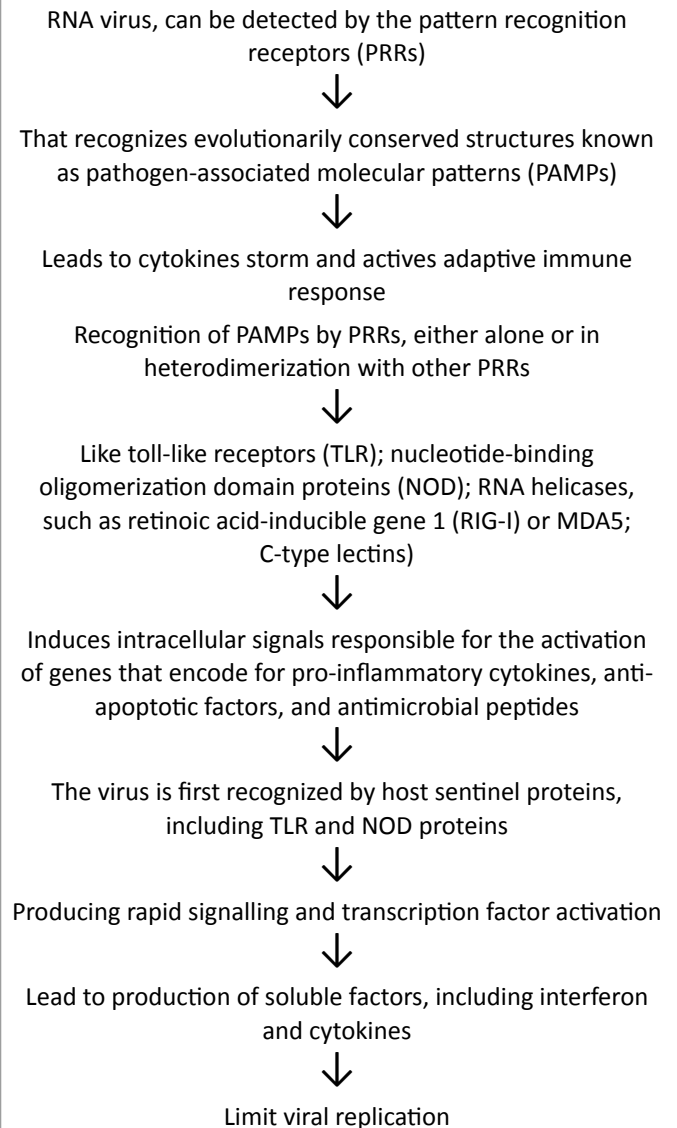 RNA virus, can be detected by the pattern recognition
receptors (PRRs)
That recognizes evolutionarily conserved structures known
as pathogen-associated molecular patterns (PAMPs)
Leads to cytokines storm and actives adaptive immune
response
Recognition of PAMPs by PRRs, either alone or in
heterodimerization with other PRRs
Like toll-like receptors (TLR); nucleotide-binding
oligomerization domain proteins (NOD); RNA helicases,
such as retinoic acid-inducible gene 1 (RIG-I) or MDA5;
C-type lectins)
Induces intracellular signals responsible for the activation
of genes that encode for pro-inflammatory cytokines, anti-
apoptotic factors, and antimicrobial peptides
The virus is first recognized by host sentinel proteins,
including TLR and NOD proteins
Producing rapid signalling and transcription factor activation
Lead to production of soluble factors, including interferon
and cytokines
Limit viral replication